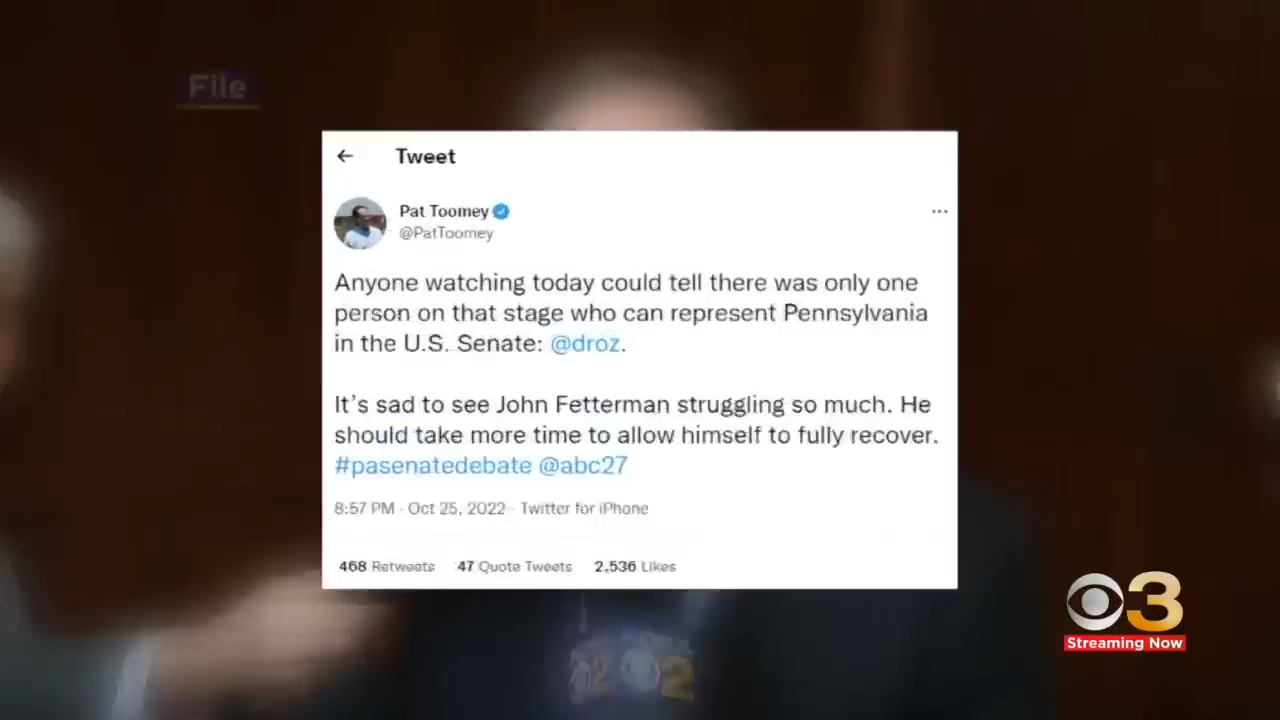 File
← Tweet
Pat Toomey
@PatToomey
...
Anyone watching today could tell there was only one
person on that stage who can represent Pennsylvania
in the U.S. Senate: @droz.
It's sad to see John Fetterman struggling so much. He
should take more time to allow himself to fully recover.
#pasenatedebate @abc27
8:57 PM · Oct 25, 2022 · Twitter for iPhone
468 Retweets 47 Quote Tweets 2,536 Likes
3
Streaming Now
2